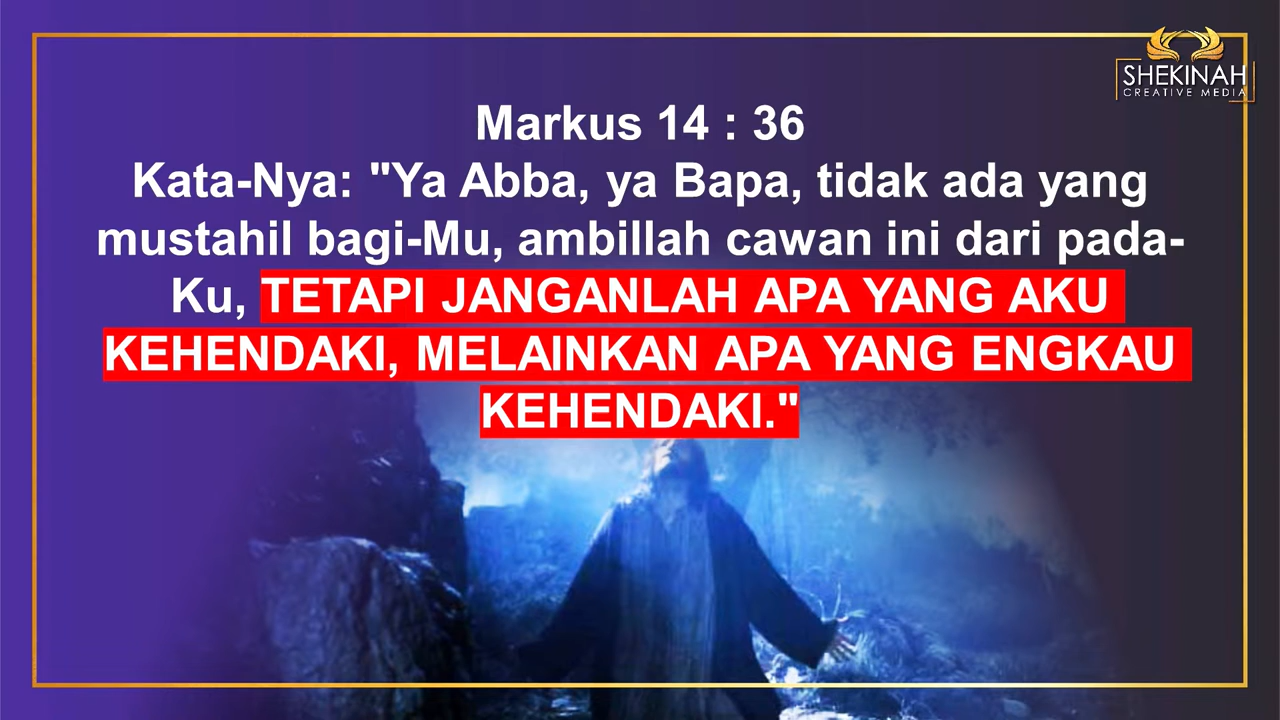 SHEKINAH
CREATIVE MEDIA
Markus 14 : 36
Kata-Nya: "Ya Abba, ya Bapa, tidak ada yang
mustahil bagi-Mu, ambillah cawan ini dari pada-
Ku, TETAPI JANGANLAH APA YANG AKU
KEHENDAKI, MELAINKAN APA YANG ENGKAU
KEHENDAKI."